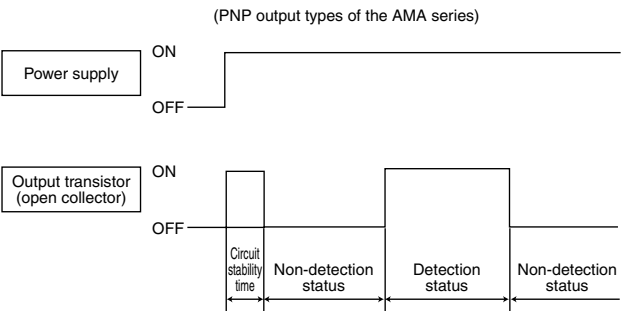 (PNP output types of the AMA series)
ON
Power supply
OFF
ON
Output transistor
(open collector)
OFF
Circuit
stability
time
Non-detection
status
Detection
status
Non-detection
status